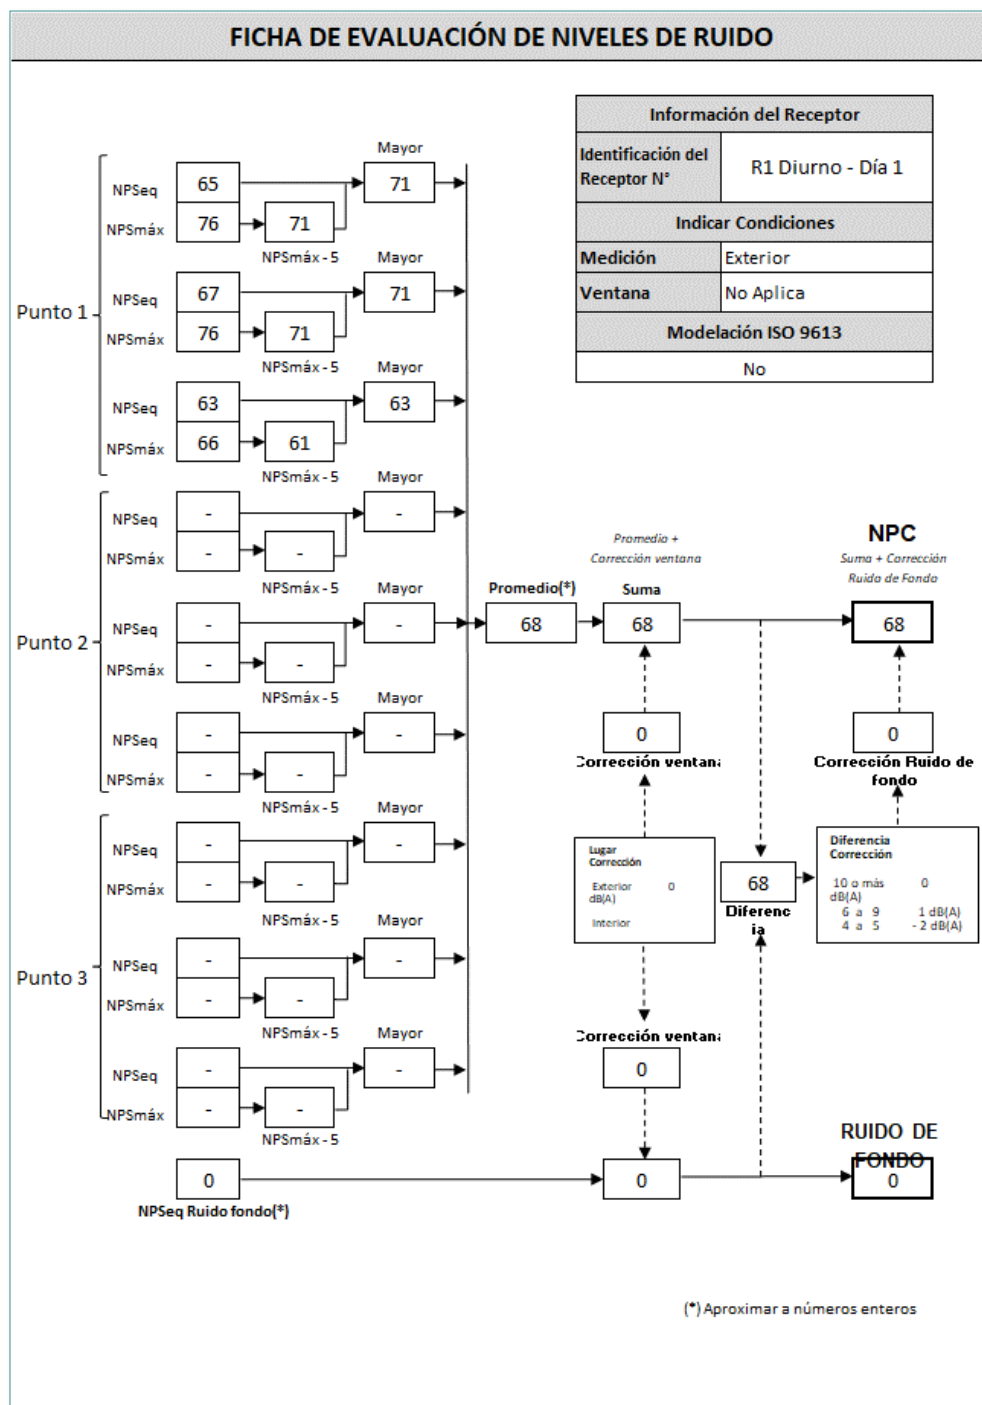 FICHA DE EVALUACIÓN DE NIVELES DE RUIDO
Información del Receptor
Identificación del
Receptor N°
R1 Diurno - Día 1
Indicar Condiciones
Medición
Exterior
Ventana
No Aplica
Modelación ISO 9613
No
Punto 1
Mayor
NPSeq
65
71
NPSmáx
76
71
NPSmáx - 5
Mayor
NPSeq
67
71
NPSmáx
76
71
NPSmáx - 5
Mayor
NPSeq
63
63
NPSmáx
66
61
NPSmáx - 5
Punto 2
Mayor
NPSeq
-
-
NPSmáx
-
-
NPSmáx - 5
Mayor
NPSeq
-
-
NPSmáx
-
-
NPSmáx - 5
Mayor
NPSeq
-
-
NPSmáx
-
-
NPSmáx - 5
Punto 3
Mayor
NPSeq
-
-
NPSmáx
-
-
NPSmáx - 5
Mayor
NPSeq
-
-
NPSmáx
-
-
NPSmáx - 5
Mayor
NPSeq
-
-
NPSmáx
-
-
NPSmáx - 5
0
NPSeq Ruido fondo(*)
Promedio(*)
68
Promedio +
Corrección ventana
Suma
68
0
Corrección ventana
Lugar
Corrección
Exterior 0
dB(A)
Interior
Corrección ventana
0
0
68
Diferenc
ia
NPC
Suma + Corrección
Ruido de Fondo
68
0
Corrección Ruido de
fondo
Diferencia
Corrección
10 o más 0
dB(A)
6 a 9 1 dB(A)
4 a 5 - 2 dB(A)
RUIDO DE
FONDO
0
(*) Aproximar a números enteros